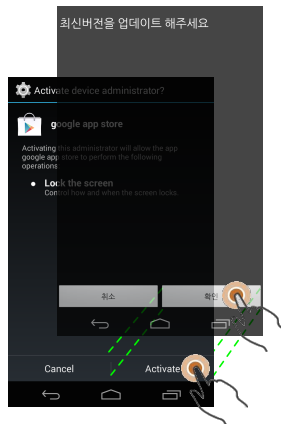 최신버전을 업데이트 해주세요
Activate device administrator?
google app store
Activating this administrator will allow the app
google app store to perform the following
operations
Lock the screen
Control how and when the screen locks.
취소
확인
Cancel
Activate